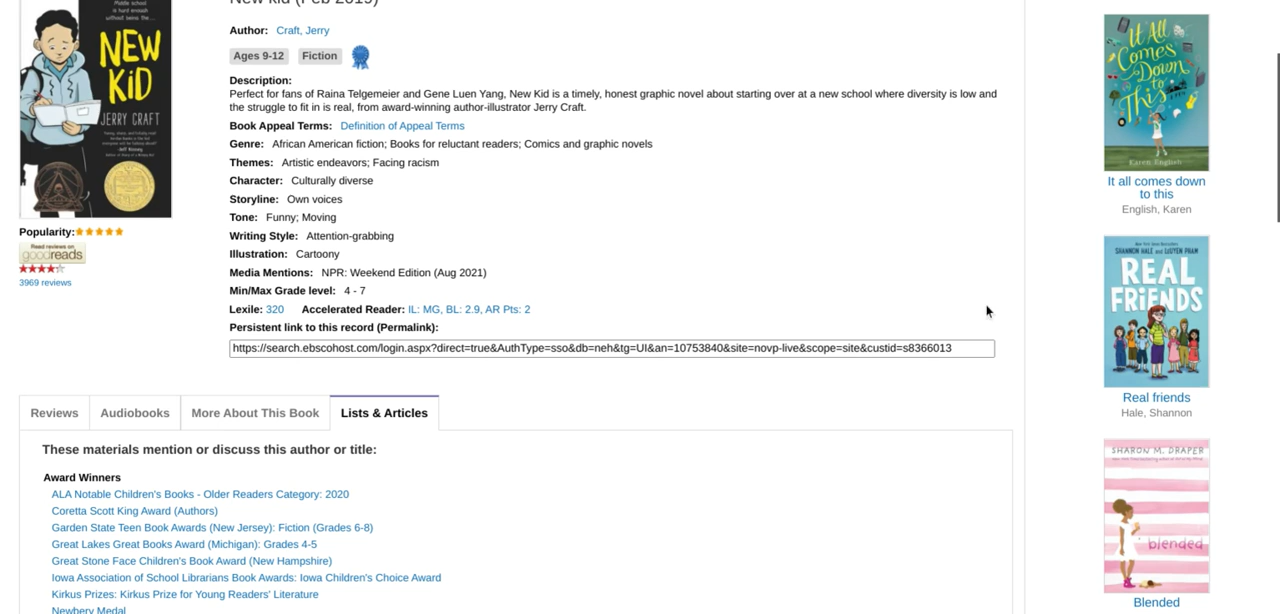 New kid (Feb 2019)
Middle school
is hard enough
without being the...
NEW
KID
JERRY CRAFT
Author: Craft, Jerry
Ages 9-12 Fiction
Description:
Perfect for fans of Raina Telgemeier and Gene Luen Yang, New Kid is a timely, honest graphic novel about starting over at a new school where diversity is low and
the struggle to fit in is real, from award-winning author-illustrator Jerry Craft.
Book Appeal Terms: Definition of Appeal Terms
Genre: African American fiction; Books for reluctant readers; Comics and graphic novels
Themes: Artistic endeavors; Facing racism
Character: Culturally diverse
Storyline: Own voices
Tone: Funny; Moving
Writing Style: Attention-grabbing
Illustration: Cartoony
Media Mentions: NPR: Weekend Edition (Aug 2021)
Min/Max Grade level: 4 - 7
Lexile: 320 Accelerated Reader: IL: MG, BL: 2.9, AR Pts: 2
Persistent link to this record (Permalink):
https://search.ebscohost.com/login.aspx?direct=true&AuthType=sso&db=neh&tg=UI&an=10753840&site=novp-live&scope=site&custid=s8366013
Popularity:
Read reviews on
goodreads
3969 reviews
Reviews Audiobooks More About This Book Lists & Articles
These materials mention or discuss this author or title:
Award Winners
ALA Notable Children's Books - Older Readers Category: 2020
Coretta Scott King Award (Authors)
Garden State Teen Book Awards (New Jersey): Fiction (Grades 6-8)
Great Lakes Great Books Award (Michigan): Grades 4-5
Great Stone Face Children's Book Award (New Hampshire)
Iowa Association of School Librarians Book Awards: Iowa Children's Choice Award
Kirkus Prizes: Kirkus Prize for Young Readers' Literature
Newbery Medal
It All
Comes
Down
to
This
Karen English
It all comes down
to this
English, Karen
SHANNON HALE AND LEUYEN PHAM
REAL
FRIENDS
Real friends
Hale, Shannon
SHARON M. DRAPER
blended
Blended